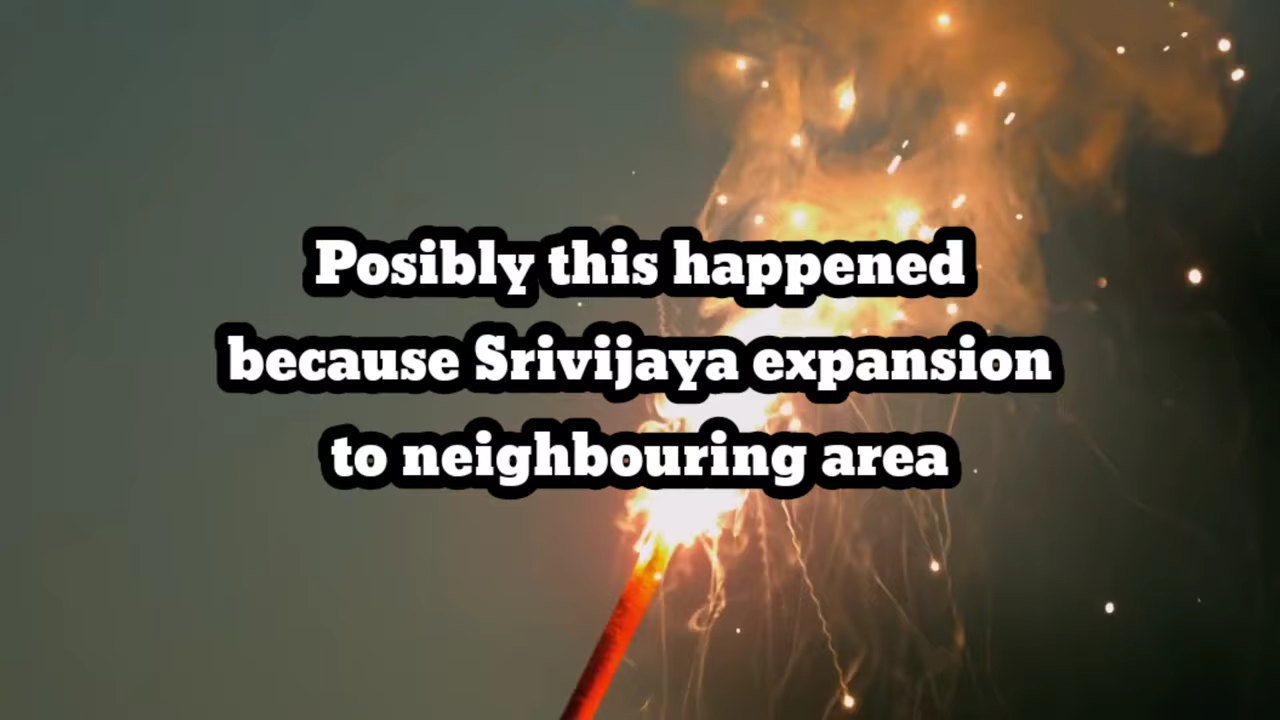 Posibly this happened
because Srivijaya expansion
to neighbouring area